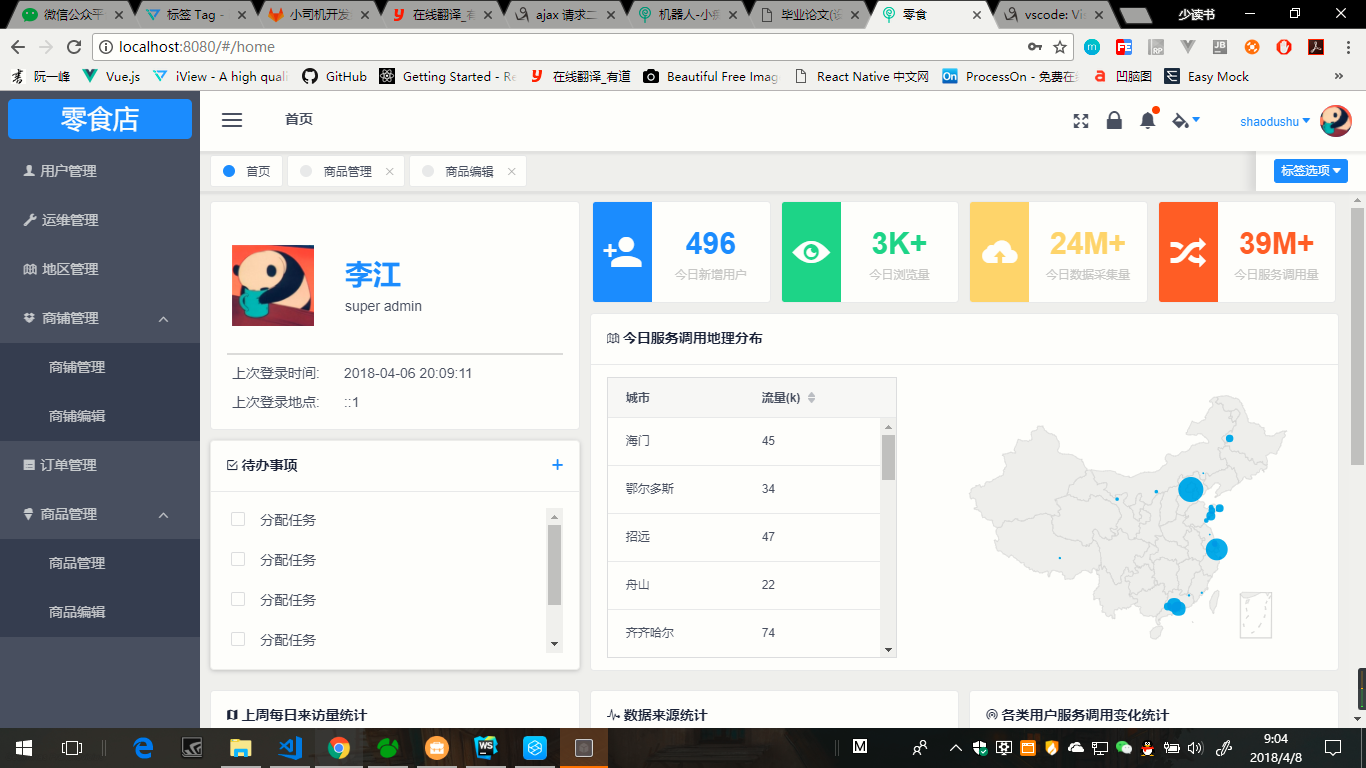 微信公众平
标签 Tag -
小司机开发
在线翻译_有
ajax 请求二
机器人-小
毕业论文(
零食
vscode: Vi
少读书
localhost:8080/#/home
阮一峰
Vue.js
iView - A high quali
GitHub
Getting Started - Re
在线翻译_有道
Beautiful Free Imag
React Native 中文网
ProcessOn - 免费在
凹脑图
Easy Mock
»
零食店
首页
shaodushu
用户管理
运维管理
地区管理
商铺管理
商铺管理
商铺编辑
订单管理
商品管理
商品管理
商品编辑
首页
商品管理
商品编辑
标签选项
李江
super admin
上次登录时间: 2018-04-06 20:09:11
上次登录地点: ::1
496
今日新增用户
3K+
今日浏览量
24M+
今日数据采集量
39M+
今日服务调用量
待办事项
分配任务
分配任务
分配任务
分配任务
今日服务调用地理分布
城市 流量(k)
海门 45
鄂尔多斯 34
招远 47
舟山 22
齐齐哈尔 74
上周每日来访量统计
数据来源统计
各类用户服务调用变化统计
WS
M
9:04
2018/4/8